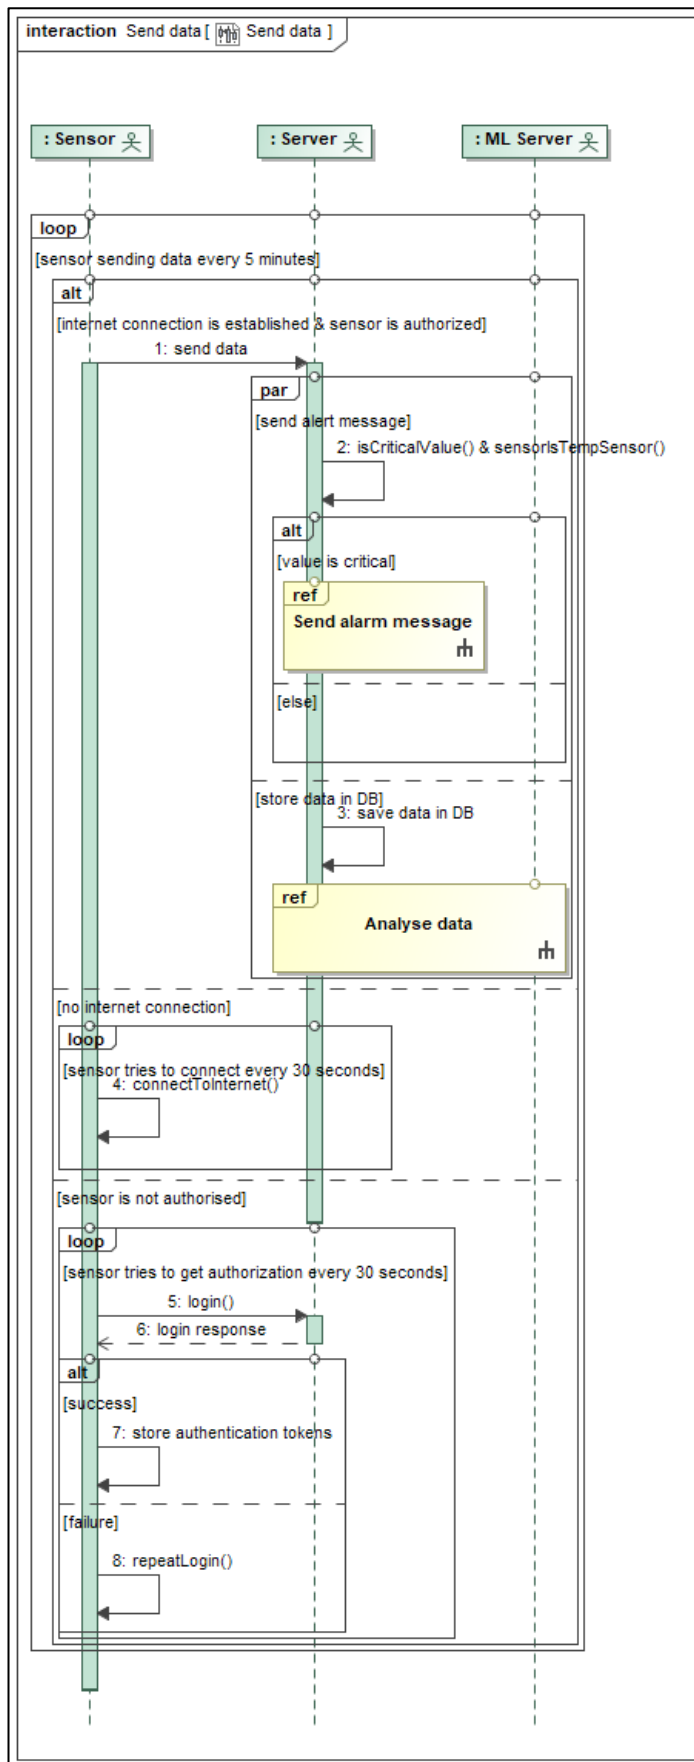 interaction Send data [ Send data ]
: Sensor
: Server
: ML Server
loop
[sensor sending data every 5 minutes]
alt
[internet connection is established & sensor is authorized]
1: send data
par
[send alert message]
2: isCriticalValue() & sensorIsTempSensor()
alt
[value is critical]
ref
Send alarm message
[else]
[store data in DB]
3: save data in DB
ref
Analyse data
[no internet connection]
loop
[sensor tries to connect every 30 seconds]
4: connectToInternet()
[sensor is not authorised]
loop
[sensor tries to get authorization every 30 seconds]
5: login()
6: login response
alt
[success]
7: store authentication tokens
[failure]
8: repeatLogin()